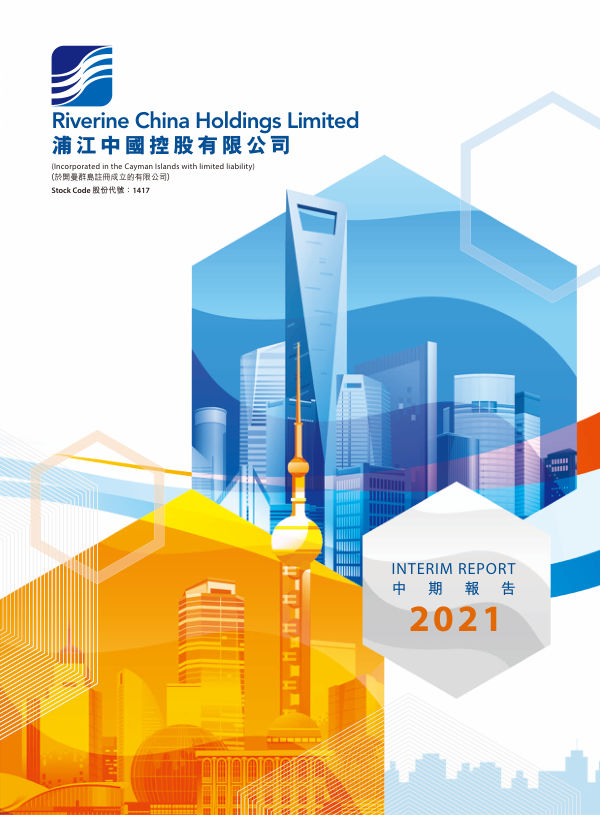 Riverine China Holdings Limited
浦江中國控股有限公司
(Incorporated in the Cayman Islands with limited liability)
(於開曼群島註冊成立的有限公司)
Stock Code 股份代號：1417
INTERIM REPORT
中期報告
2021